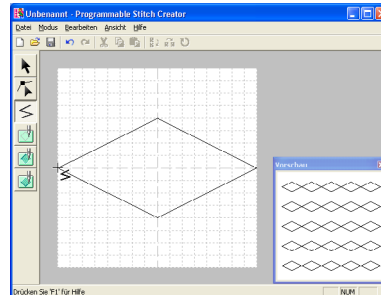 Unbenannt - Programmable Stitch Creator
Datei Modus Bearbeiten Ansicht Hilfe
Vorschau
Drücken Sie 'F1' für Hilfe
NUM